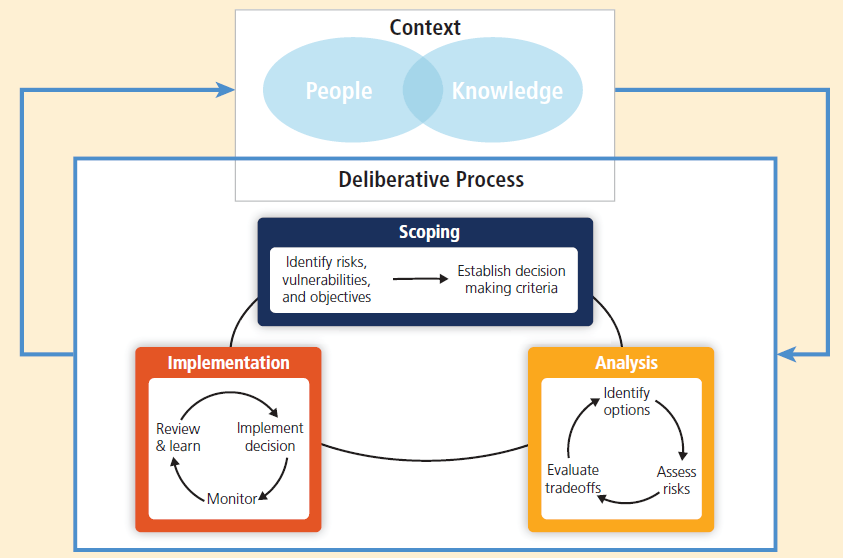 Context
People
Knowledge
Deliberative Process
Scoping
Identify risks,
vulnerabilities,
and objectives
Establish decision
making criteria
Implementation
Review
& learn
Implement
decision
Monitor
Analysis
Identify
options
Assess
risks
Evaluate
tradeoffs